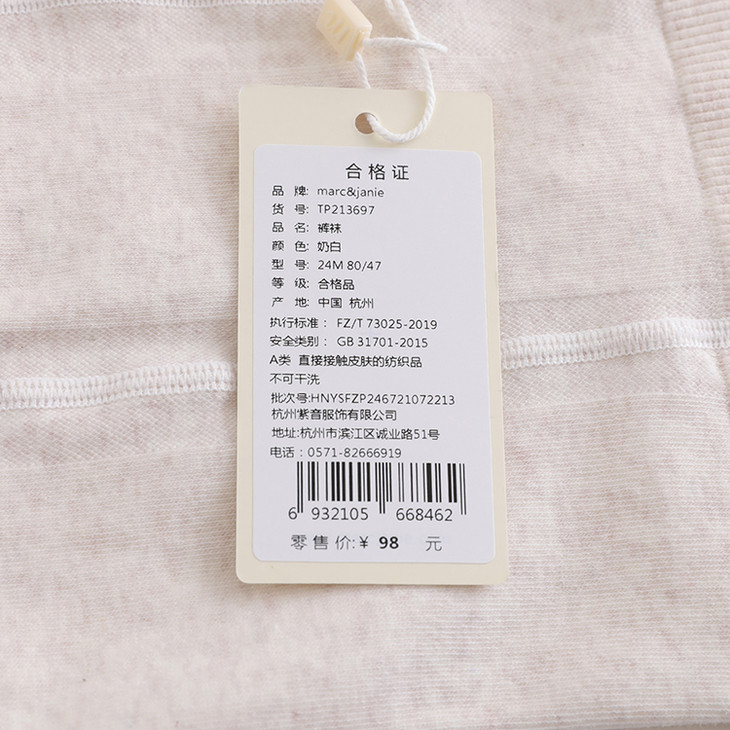 合格证
品 牌: marc&janie
货 号: TP213697
品 名: 裤袜
颜 色: 奶白
型 号: 24M 80/47
等 级: 合格品
产 地: 中国 杭州
执行标准: FZ/T 73025-2019
安全类别: GB 31701-2015
A类 直接接触皮肤的纺织品
不可干洗
批次号:HNYSFZP246721072213
杭州紫音服饰有限公司
地址:杭州市滨江区诚业路51号
电话:0571-82666919
6 932105 668462
零售价:¥ 98 元